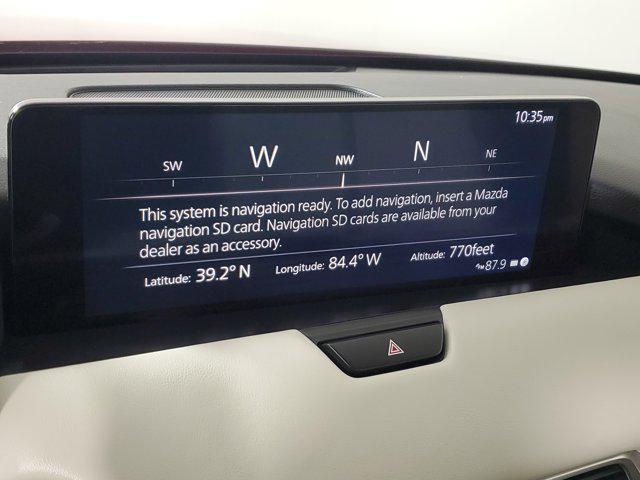 10:35pm
SW W NW N NE
This system is navigation ready. To add navigation, insert a Mazda
navigation SD card. Navigation SD cards are available from your
dealer as an accessory.
Latitude: 39.2° N Longitude: 84.4° W Altitude: 770feet
FM 87.9